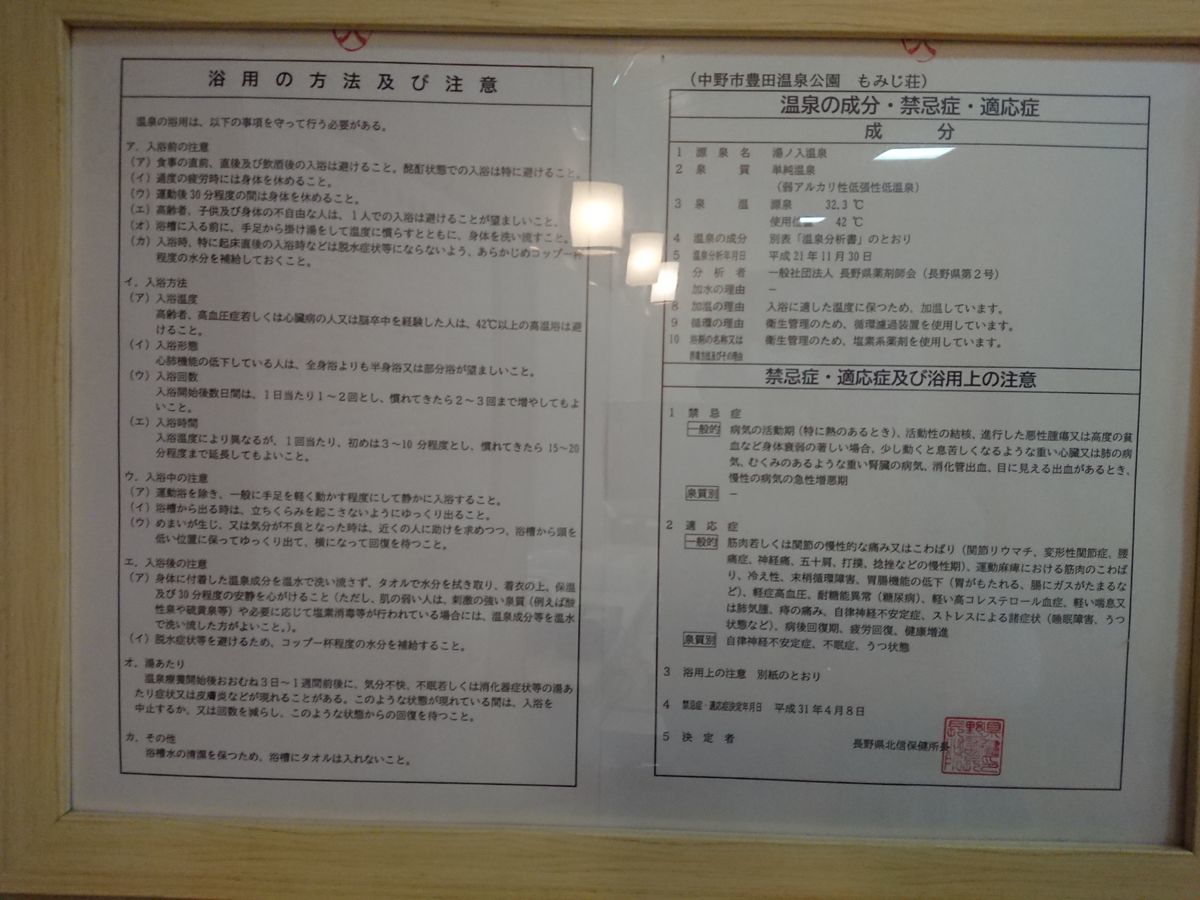 浴用の方法及び注意
温泉の浴用は、以下の事項を守って行う必要がある。
ア．入浴前の注意
（ア）食事の直前、直後及び飲酒後の入浴は避けること。酩酊状態での入浴は特に避けること。
（イ）過度の疲労時には身体を休めること。
（ウ）運動後30分程度の間は身体を休めること。
（エ）高齢者、子供及び身体の不自由な人は、１人での入浴は避けることが望ましいこと。
（オ）浴槽に入る前に、手足から掛け湯をして温度に慣らすとともに、身体を洗い流すこと。
（カ）入浴時、特に起床直後の入浴時などは脱水症状等にならないよう、あらかじめコップ一杯
程度の水分を補給しておくこと。
イ．入浴方法
（ア）入浴温度
高齢者、高血圧症若しくは心臓病の人又は脳卒中を経験した人は、42℃以上の高温浴は避
けること。
（イ）入浴形態
心肺機能の低下している人は、全身浴よりも半身浴又は部分浴が望ましいこと。
（ウ）入浴回数
入浴開始後数日間は、１日当たり１～２回とし、慣れてきたら２～３回まで増やしてもよ
いこと。
（エ）入浴時間
入浴温度により異なるが、１回当たり、初めは３～10 分程度とし、慣れてきたら 15～20
分程度まで延長してもよいこと。
ウ．入浴中の注意
（ア）運動浴を除き、一般に手足を軽く動かす程度にして静かに入浴すること。
（イ）浴槽から出る時は、立ちくらみを起こさないようにゆっくり出ること。
（ウ）めまいが生じ、又は気分が不良となった時は、近くの人に助けを求めつつ、浴槽から頭を
低い位置に保ってゆっくり出て、横になって回復を待つこと。
エ．入浴後の注意
（ア）身体に付着した温泉成分を温水で洗い流さず、タオルで水分を拭き取り、着衣の上、保温
及び30分程度の安静を心がけること（ただし、肌の弱い人は、刺激の強い泉質（例えば酸
性泉や硫黄泉等）や必要に応じて塩素消毒等が行われている場合には、温泉成分等を温水
で洗い流した方がよいこと。）。
（イ）脱水症状等を避けるため、コップ一杯程度の水分を補給すること。
オ．湯あたり
温泉療養開始後おおむね３日～１週間前後に、気分不快、不眠若しくは消化器症状等の湯あ
たり症状又は皮膚炎などが現れることがある。このような状態が現れている間は、入浴を
中止するか、又は回数を減らし、このような状態からの回復を待つこと。
カ．その他
浴槽水の清潔を保つため、浴槽にタオルは入れないこと。
（中野市豊田温泉公園　もみじ荘）
温泉の成分・禁忌症・適応症
成　分
１ 源泉名　湯ノ入温泉
２ 泉質　単純温泉
（弱アルカリ性低張性低温泉）
３ 泉温　源泉　32.3 ℃
使用位置　42 ℃
４ 温泉の成分　別表「温泉分析書」のとおり
５ 温泉分析年月日　平成21年11月30日
分析者　一般社団法人 長野県薬剤師会（長野県第２号）
加水の理由　－
８ 加温の理由　入浴に適した温度に保つため、加温しています。
９ 循環の理由　衛生管理のため、循環濾過装置を使用しています。
10 浴剤の名称又は　衛生管理のため、塩素系薬剤を使用しています。
消毒方法及びその理由
禁忌症・適応症及び浴用上の注意
１ 禁忌症
一般的　病気の活動期（特に熱のあるとき）、活動性の結核、進行した悪性腫瘍又は高度の貧
血など身体衰弱の著しい場合、少し動くと息苦しくなるような重い心臓又は肺の病
気、むくみのあるような重い腎臓の病気、消化管出血、目に見える出血があるとき、
慢性の病気の急性増悪期
泉質別　－
２ 適応症
一般的　筋肉若しくは関節の慢性的な痛み又はこわばり（関節リウマチ、変形性関節症、腰
痛症、神経痛、五十肩、打撲、捻挫などの慢性期）、運動麻痺における筋肉のこわば
り、冷え性、末梢循環障害、胃腸機能の低下（胃がもたれる、腸にガスがたまるな
ど）、軽症高血圧、耐糖能異常（糖尿病）、軽い高コレステロール血症、軽い喘息又
は肺気腫、痔の痛み、自律神経不安定症、ストレスによる諸症状（睡眠障害、うつ
状態など）、病後回復期、疲労回復、健康増進
泉質別　自律神経不安定症、不眠症、うつ状態
３ 浴用上の注意　別紙のとおり
４ 禁忌症・適応症決定年月日　平成31年４月８日
５ 決定者　長野県北信保健所長